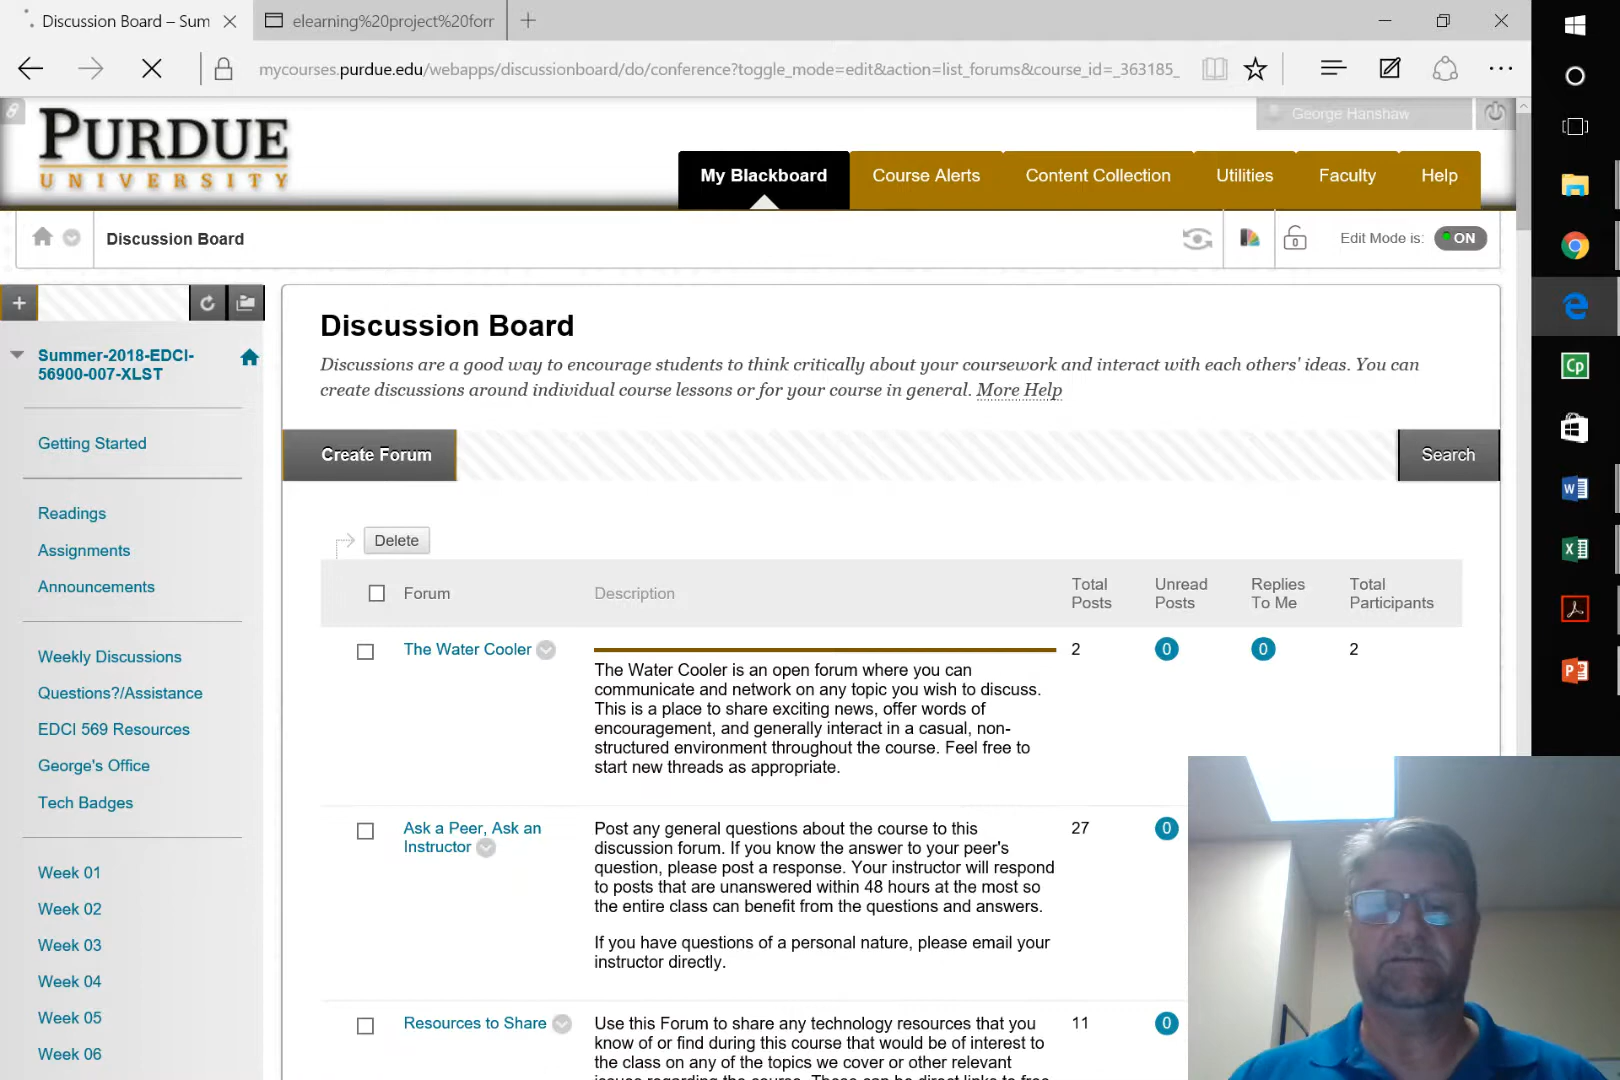 Discussion Board – Sum
elearning%20project%20forr
mycourses.purdue.edu/webapps/discussionboard/do/conference?toggle_mode=edit&action=list_forums&course_id=_363185_
George Hanshaw
PURDUE
UNIVERSITY
My Blackboard
Course Alerts
Content Collection
Utilities
Faculty
Help
Discussion Board
Edit Mode is:
ON
Summer-2018-EDCI-
56900-007-XLST
Getting Started
Readings
Assignments
Announcements
Weekly Discussions
Questions?/Assistance
EDCI 569 Resources
George's Office
Tech Badges
Week 01
Week 02
Week 03
Week 04
Week 05
Week 06
Discussion Board
Discussions are a good way to encourage students to think critically about your coursework and interact with each others' ideas. You can
create discussions around individual course lessons or for your course in general. More Help
Create Forum
Search
Delete
Forum
Description
Total
Posts
Unread
Posts
Replies
To Me
Total
Participants
The Water Cooler
The Water Cooler is an open forum where you can
communicate and network on any topic you wish to discuss.
This is a place to share exciting news, offer words of
encouragement, and generally interact in a casual, non-
structured environment throughout the course. Feel free to
start new threads as appropriate.
2
0
0
2
Ask a Peer, Ask an
Instructor
Post any general questions about the course to this
discussion forum. If you know the answer to your peer's
question, please post a response. Your instructor will respond
to posts that are unanswered within 48 hours at the most so
the entire class can benefit from the questions and answers.
If you have questions of a personal nature, please email your
instructor directly.
27
0
Resources to Share
Use this Forum to share any technology resources that you
know of or find during this course that would be of interest to
the class on any of the topics we cover or other relevant
11
0
Cp
W
X
P